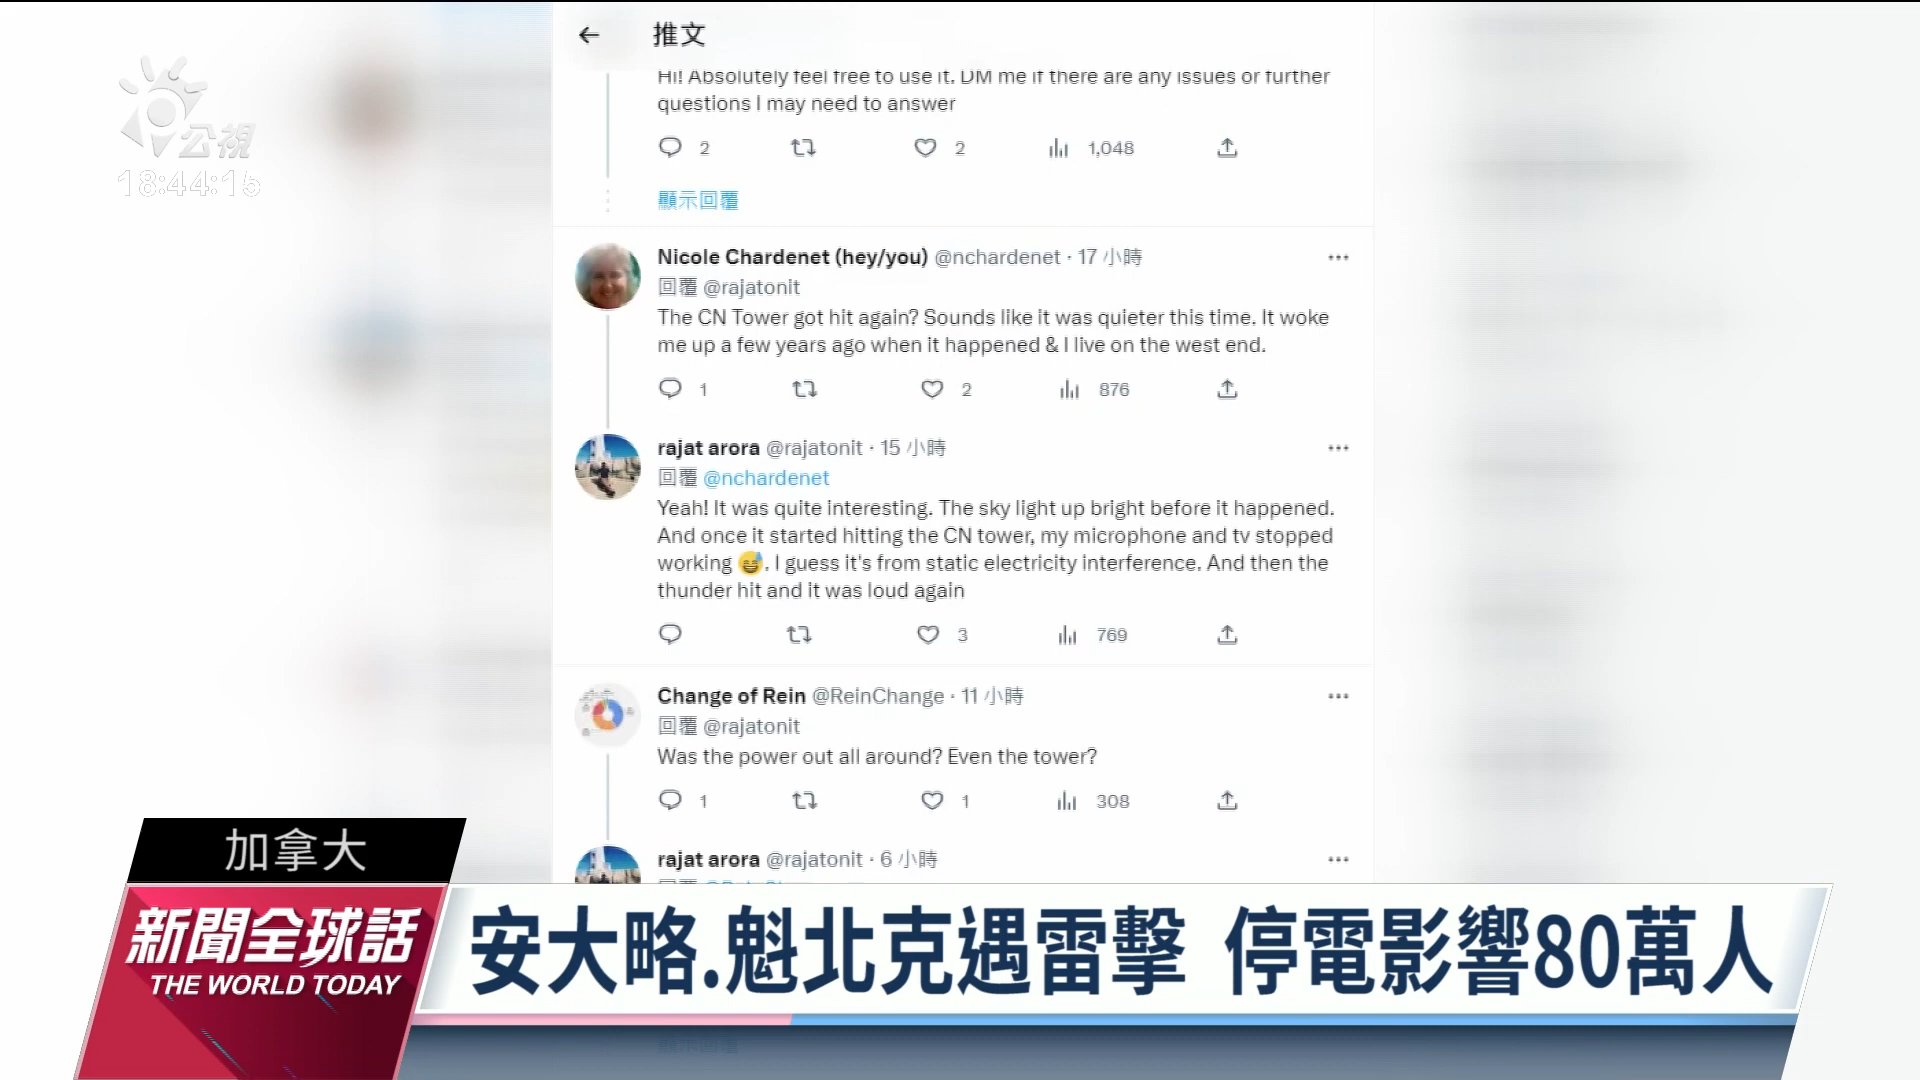 推文
Hi! Absolutely feel free to use it. DM me if there are any issues or further
questions I may need to answer
2 2 1,048
公視
18:44:15
顯示回覆
Nicole Chardenet (hey/you) @nchardenet · 17 小時
回覆 @rajatonit
The CN Tower got hit again? Sounds like it was quieter this time. It woke
me up a few years ago when it happened & I live on the west end.
1 2 876
rajat arora @rajatonit · 15 小時
回覆 @nchardenet
Yeah! It was quite interesting. The sky light up bright before it happened.
And once it started hitting the CN tower, my microphone and tv stopped
working 😅. I guess it's from static electricity interference. And then the
thunder hit and it was loud again
3 769
Change of Rein @ReinChange · 11 小時
回覆 @rajatonit
Was the power out all around? Even the tower?
1 1 308
rajat arora @rajatonit · 6 小時
加拿大
新聞全球話
THE WORLD TODAY
安大略.魁北克遇雷擊 停電影響80萬人